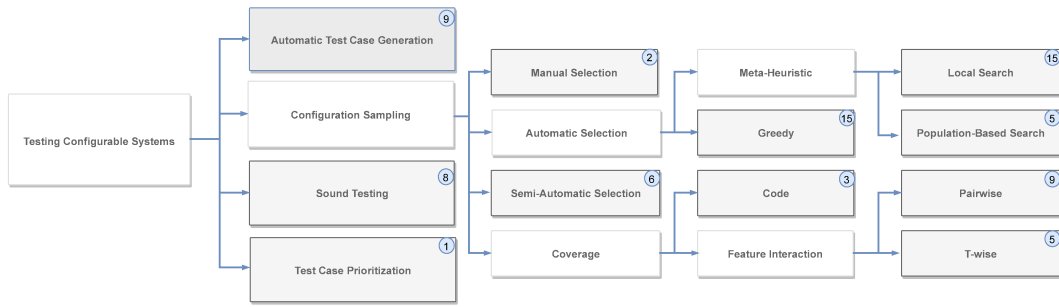 Testing Configurable Systems
Automatic Test Case Generation
9
Configuration Sampling
Sound Testing
8
Test Case Prioritization
1
Manual Selection
2
Automatic Selection
Semi-Automatic Selection
6
Coverage
Meta-Heuristic
Greedy
15
Code
3
Feature Interaction
Local Search
15
Population-Based Search
5
Pairwise
9
T-wise
5